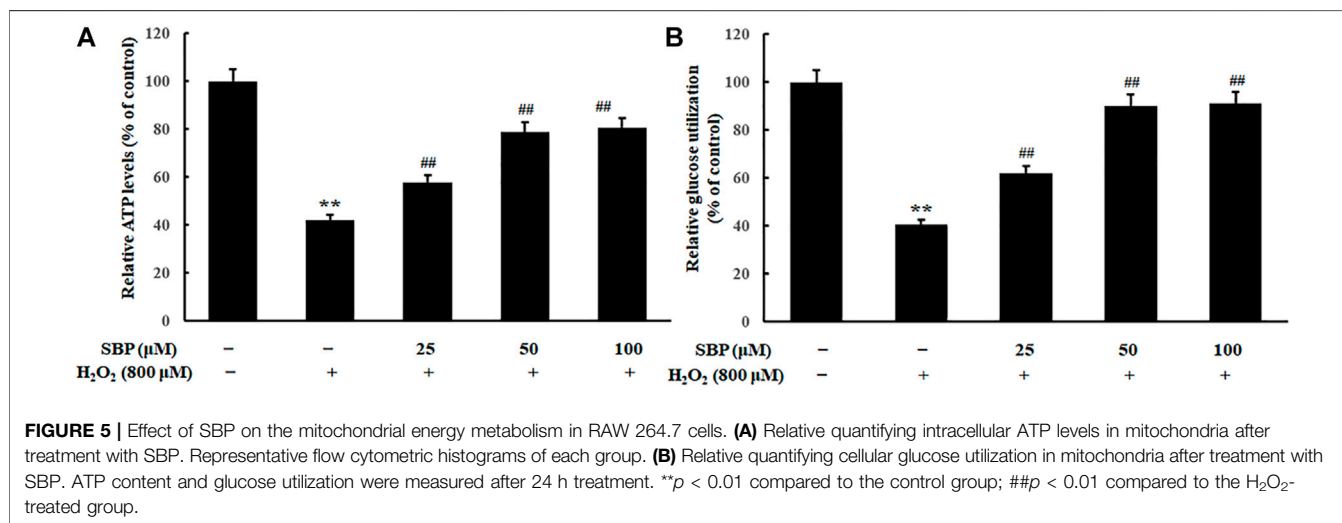 A
B
120
100
80
60
40
20
0
Relative ATP levels (% of control)
**
##
##
##
SBP (μM) – – 25 50 100
H₂O₂ (800 μM) – + + + +
120
100
80
60
40
20
0
Relative glucose utilization
(% of control)
**
##
##
##
SBP (μM) – – 25 50 100
H₂O₂ (800 μM) – + + + +
FIGURE 5 | Effect of SBP on the mitochondrial energy metabolism in RAW 264.7 cells. (A) Relative quantifying intracellular ATP levels in mitochondria after
treatment with SBP. Representative flow cytometric histograms of each group. (B) Relative quantifying cellular glucose utilization in mitochondria after treatment with
SBP. ATP content and glucose utilization were measured after 24 h treatment. **p < 0.01 compared to the control group; ##p < 0.01 compared to the H₂O₂-
treated group.